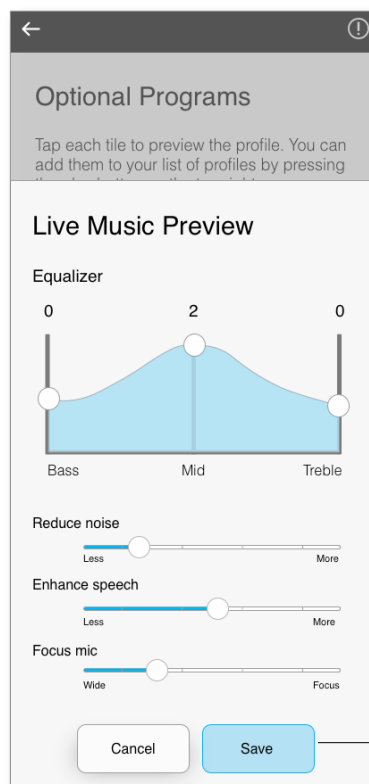 Optional Programs
Tap each tile to preview the profile. You can
add them to your list of profiles by pressing
Live Music Preview
Equalizer
0 2 0
Bass Mid Treble
Reduce noise
Less More
Enhance speech
Less More
Focus mic
Wide Focus
Cancel Save